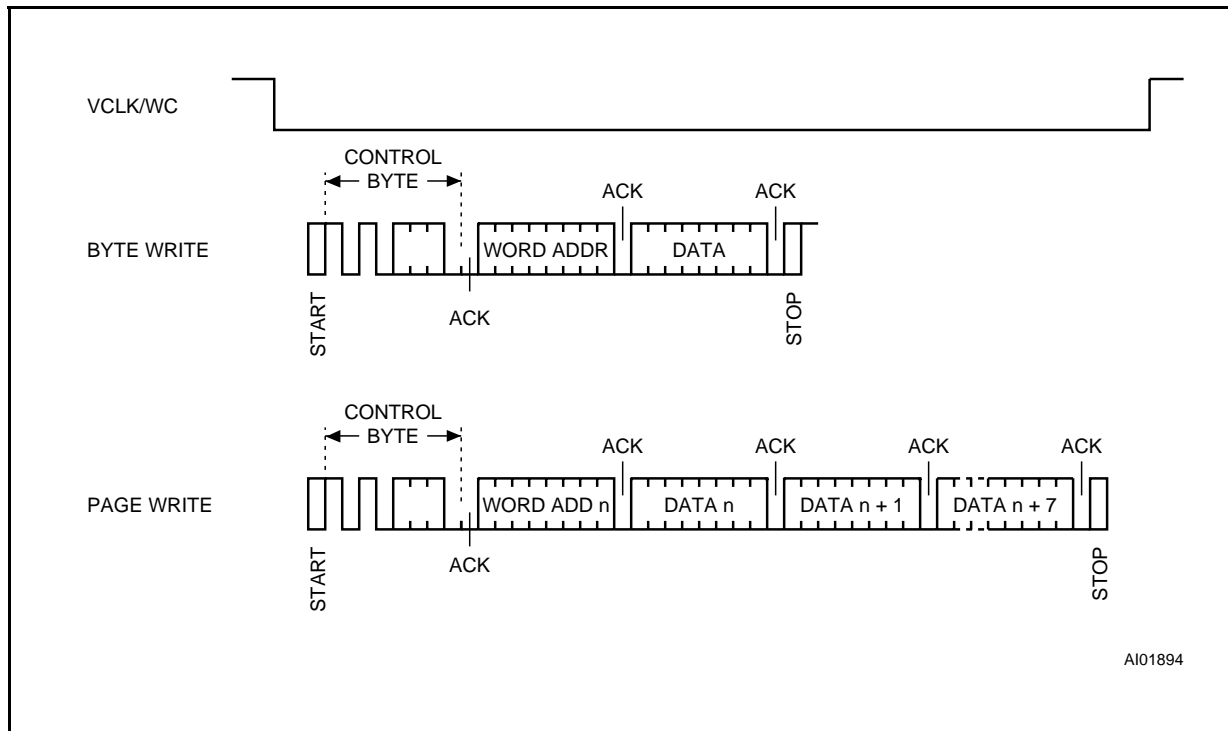 VCLK/WC
CONTROL
BYTE
ACK
ACK
BYTE WRITE
WORD ADDR
DATA
START
ACK
STOP
CONTROL
BYTE
ACK
ACK
ACK
ACK
PAGE WRITE
WORD ADD n
DATA n
DATA n + 1
DATA n + 7
START
ACK
STOP
AI01894